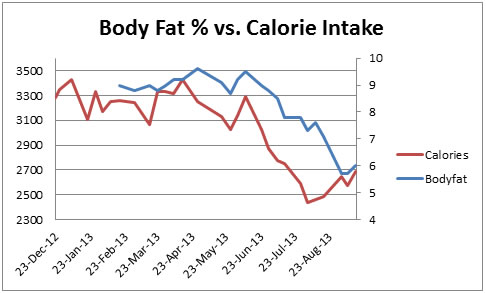 Body Fat % vs. Calorie Intake
3500
3300
3100
2900
2700
2500
2300
10
9
8
7
6
5
4
23-Dec-12
23-Jan-13
23-Feb-13
23-Mar-13
23-Apr-13
23-May-13
23-Jun-13
23-Jul-13
23-Aug-13
Calories
Bodyfat